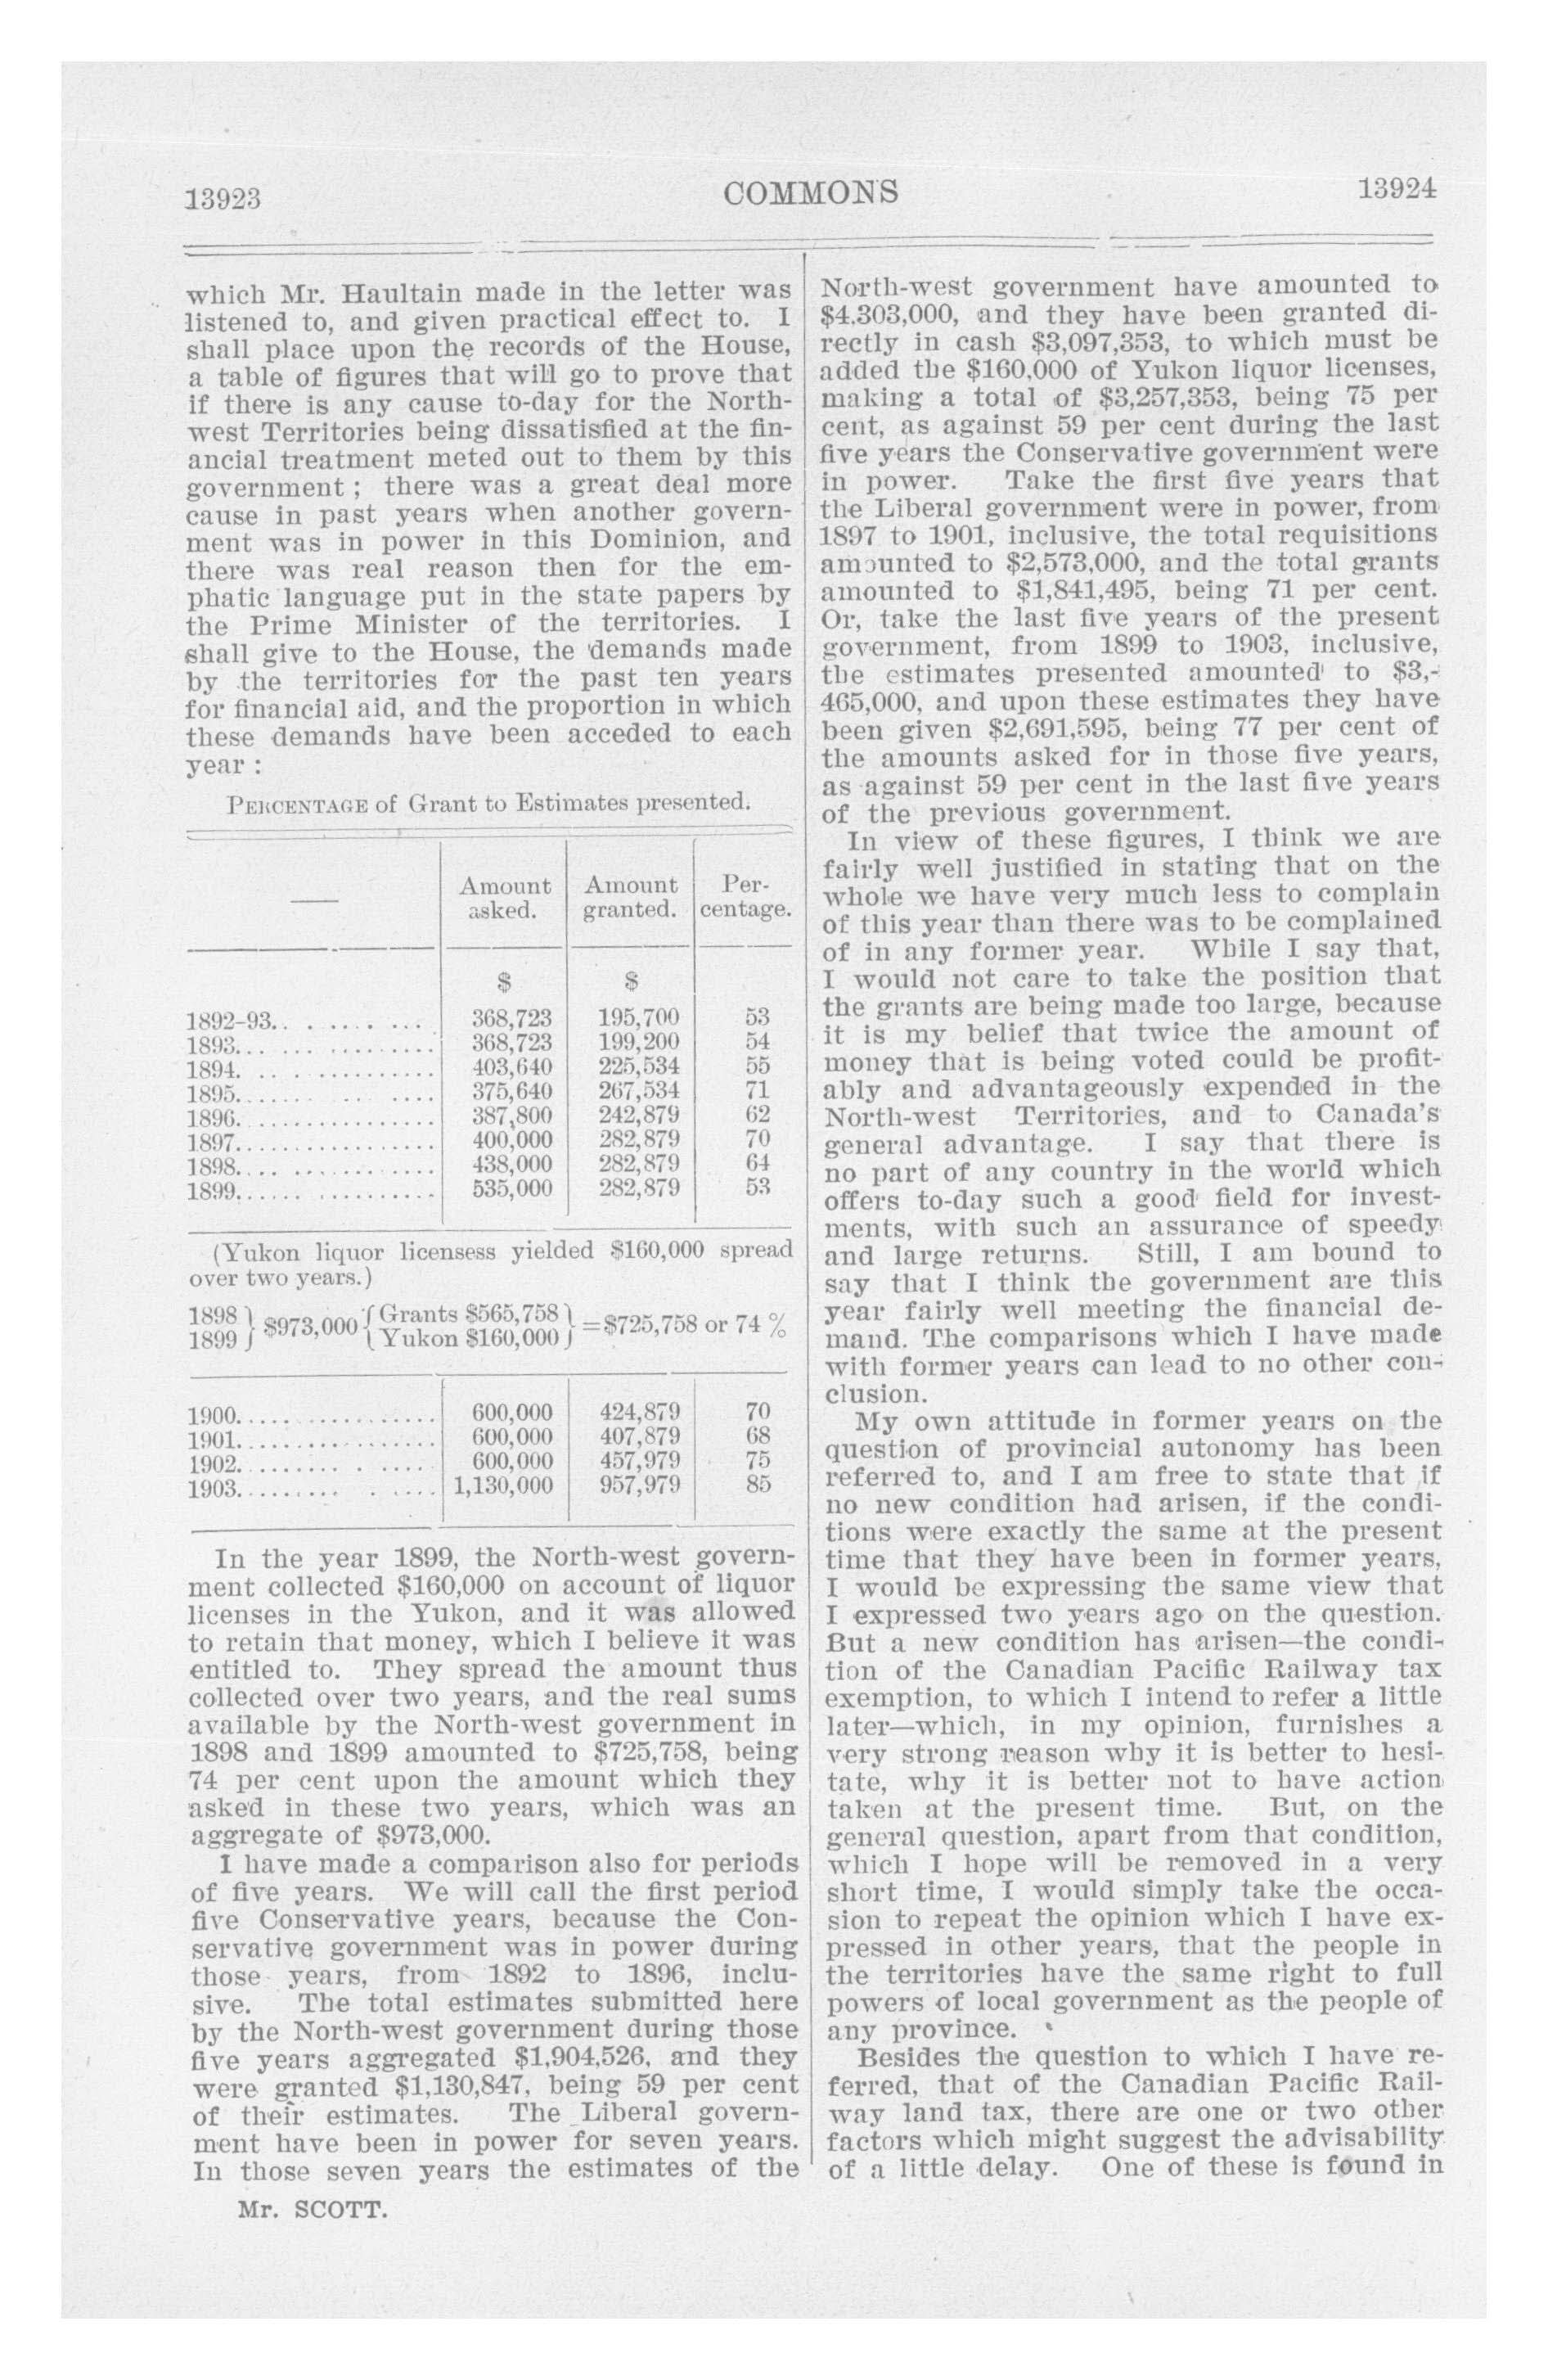 13923
COMMONS
13924
which Mr. Haultain made in the letter was
listened to, and given practical effect to. I
shall place upon the records of the House,
a table of figures that will go to prove that
if there is any cause to-day for the North-
west Territories being dissatisfied at the fin-
ancial treatment meted out to them by this
government ; there was a great deal more
cause in past years when another govern-
ment was in power in this Dominion, and
there was real reason then for the em-
phatic language put in the state papers by
the Prime Minister of the territories. I
shall give to the House, the demands made
by the territories for the past ten years
for financial aid, and the proportion in which
these demands have been acceded to each
year :
PERCENTAGE of Grant to Estimates presented.
— Amount asked. Amount granted. Per-centage.
$ $
1892-93.. . ..... . ... . 368,723 195,700 53
1893... ... .......... 368,723 199,200 54
1894. .. . . ............ 403,640 225,534 55
1895....... .. . .... 375,640 267,534 71
1896................. 387,800 242,879 62
1897................. 400,000 282,879 70
1898.... ..... ...... 438,000 282,879 64
1899...... .......... 535,000 282,879 53
(Yukon liquor licensess yielded $160,000 spread
over two years.)
1898 } $973,000 { Grants $565,758 } =$725,758 or 74 %
1899 } { Yukon $160,000 }
1900................. 600,000 424,879 70
1901................. 600,000 407,879 68
1902. ........ . ..... 600,000 457,979 75
1903.......... . ..... 1,130,000 957,979 85
In the year 1899, the North-west govern-
ment collected $160,000 on account of liquor
licenses in the Yukon, and it was allowed
to retain that money, which I believe it was
entitled to. They spread the amount thus
collected over two years, and the real sums
available by the North-west government in
1898 and 1899 amounted to $725,758, being
74 per cent upon the amount which they
asked in these two years, which was an
aggregate of $973,000.
I have made a comparison also for periods
of five years. We will call the first period
five Conservative years, because the Con-
servative government was in power during
those years, from 1892 to 1896, inclu-
sive. The total estimates submitted here
by the North-west government during those
five years aggregated $1,904,526, and they
were granted $1,130,847, being 59 per cent
of their estimates. The Liberal govern-
ment have been in power for seven years.
In those seven years the estimates of the
Mr. SCOTT.
North-west government have amounted to
$4,303,000, and they have been granted di-
rectly in cash $3,097,353, to which must be
added the $160,000 of Yukon liquor licenses,
making a total of $3,257,353, being 75 per
cent, as against 59 per cent during the last
five years the Conservative government were
in power. Take the first five years that
the Liberal government were in power, from
1897 to 1901, inclusive, the total requisitions
amounted to $2,573,000, and the total grants
amounted to $1,841,495, being 71 per cent.
Or, take the last five years of the present
government, from 1899 to 1903, inclusive,
the estimates presented amounted to $3,-
465,000, and upon these estimates they have
been given $2,691,595, being 77 per cent of
the amounts asked for in those five years,
as against 59 per cent in the last five years
of the previous government.
In view of these figures, I think we are
fairly well justified in stating that on the
whole we have very much less to complain
of this year than there was to be complained
of in any former year. While I say that,
I would not care to take the position that
the grants are being made too large, because
it is my belief that twice the amount of
money that is being voted could be profit-
ably and advantageously expended in the
North-west Territories, and to Canada's
general advantage. I say that there is
no part of any country in the world which
offers to-day such a good field for invest-
ments, with such an assurance of speedy
and large returns. Still, I am bound to
say that I think the government are this
year fairly well meeting the financial de-
mand. The comparisons which I have made
with former years can lead to no other con-
clusion.
My own attitude in former years on the
question of provincial autonomy has been
referred to, and I am free to state that if
no new condition had arisen, if the condi-
tions were exactly the same at the present
time that they have been in former years,
I would be expressing the same view that
I expressed two years ago on the question.
But a new condition has arisen—the condi-
tion of the Canadian Pacific Railway tax
exemption, to which I intend to refer a little
later—which, in my opinion, furnishes a
very strong reason why it is better to hesi-
tate, why it is better not to have action
taken at the present time. But, on the
general question, apart from that condition,
which I hope will be removed in a very
short time, I would simply take the occa-
sion to repeat the opinion which I have ex-
pressed in other years, that the people in
the territories have the same right to full
powers of local government as the people of
any province.
Besides the question to which I have re-
ferred, that of the Canadian Pacific Rail-
way land tax, there are one or two other
factors which might suggest the advisability
of a little delay. One of these is found in